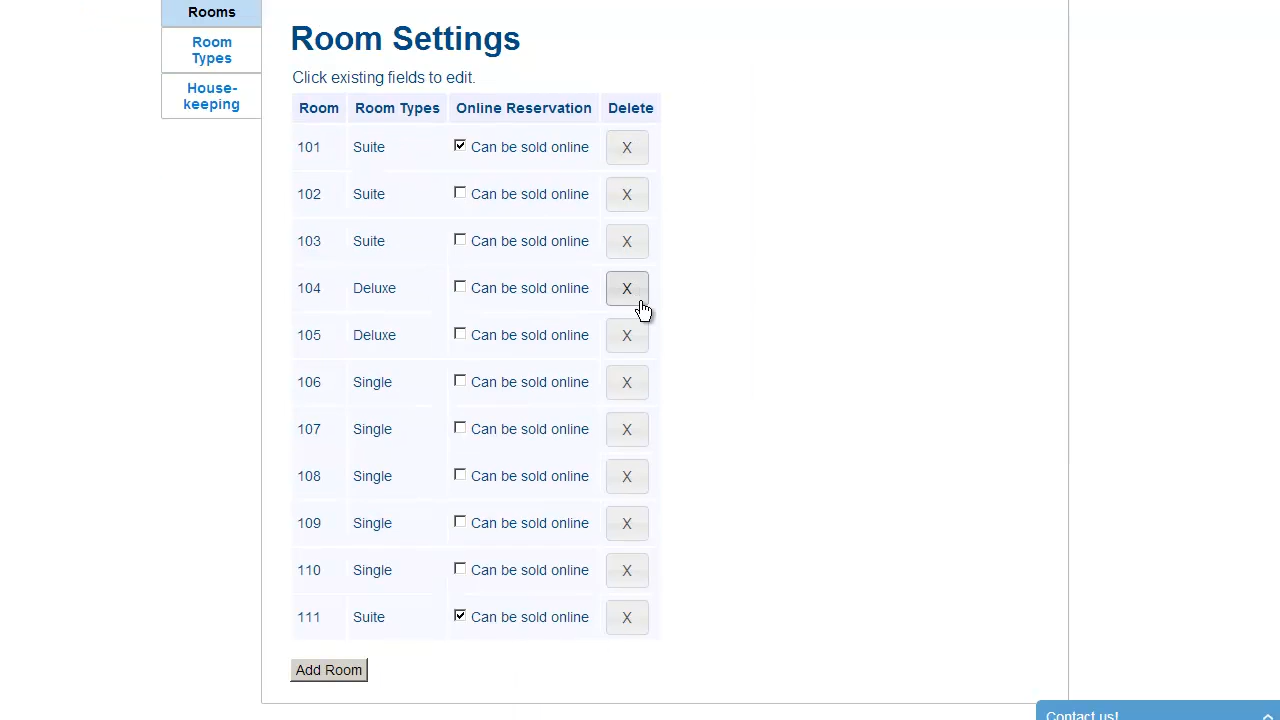 Rooms
Room
Types
House-
keeping
Room Settings
Click existing fields to edit.
Room Room Types Online Reservation Delete
101 Suite Can be sold online X
102 Suite Can be sold online X
103 Suite Can be sold online X
104 Deluxe Can be sold online X
105 Deluxe Can be sold online X
106 Single Can be sold online X
107 Single Can be sold online X
108 Single Can be sold online X
109 Single Can be sold online X
110 Single Can be sold online X
111 Suite Can be sold online X
Add Room
Contact us!